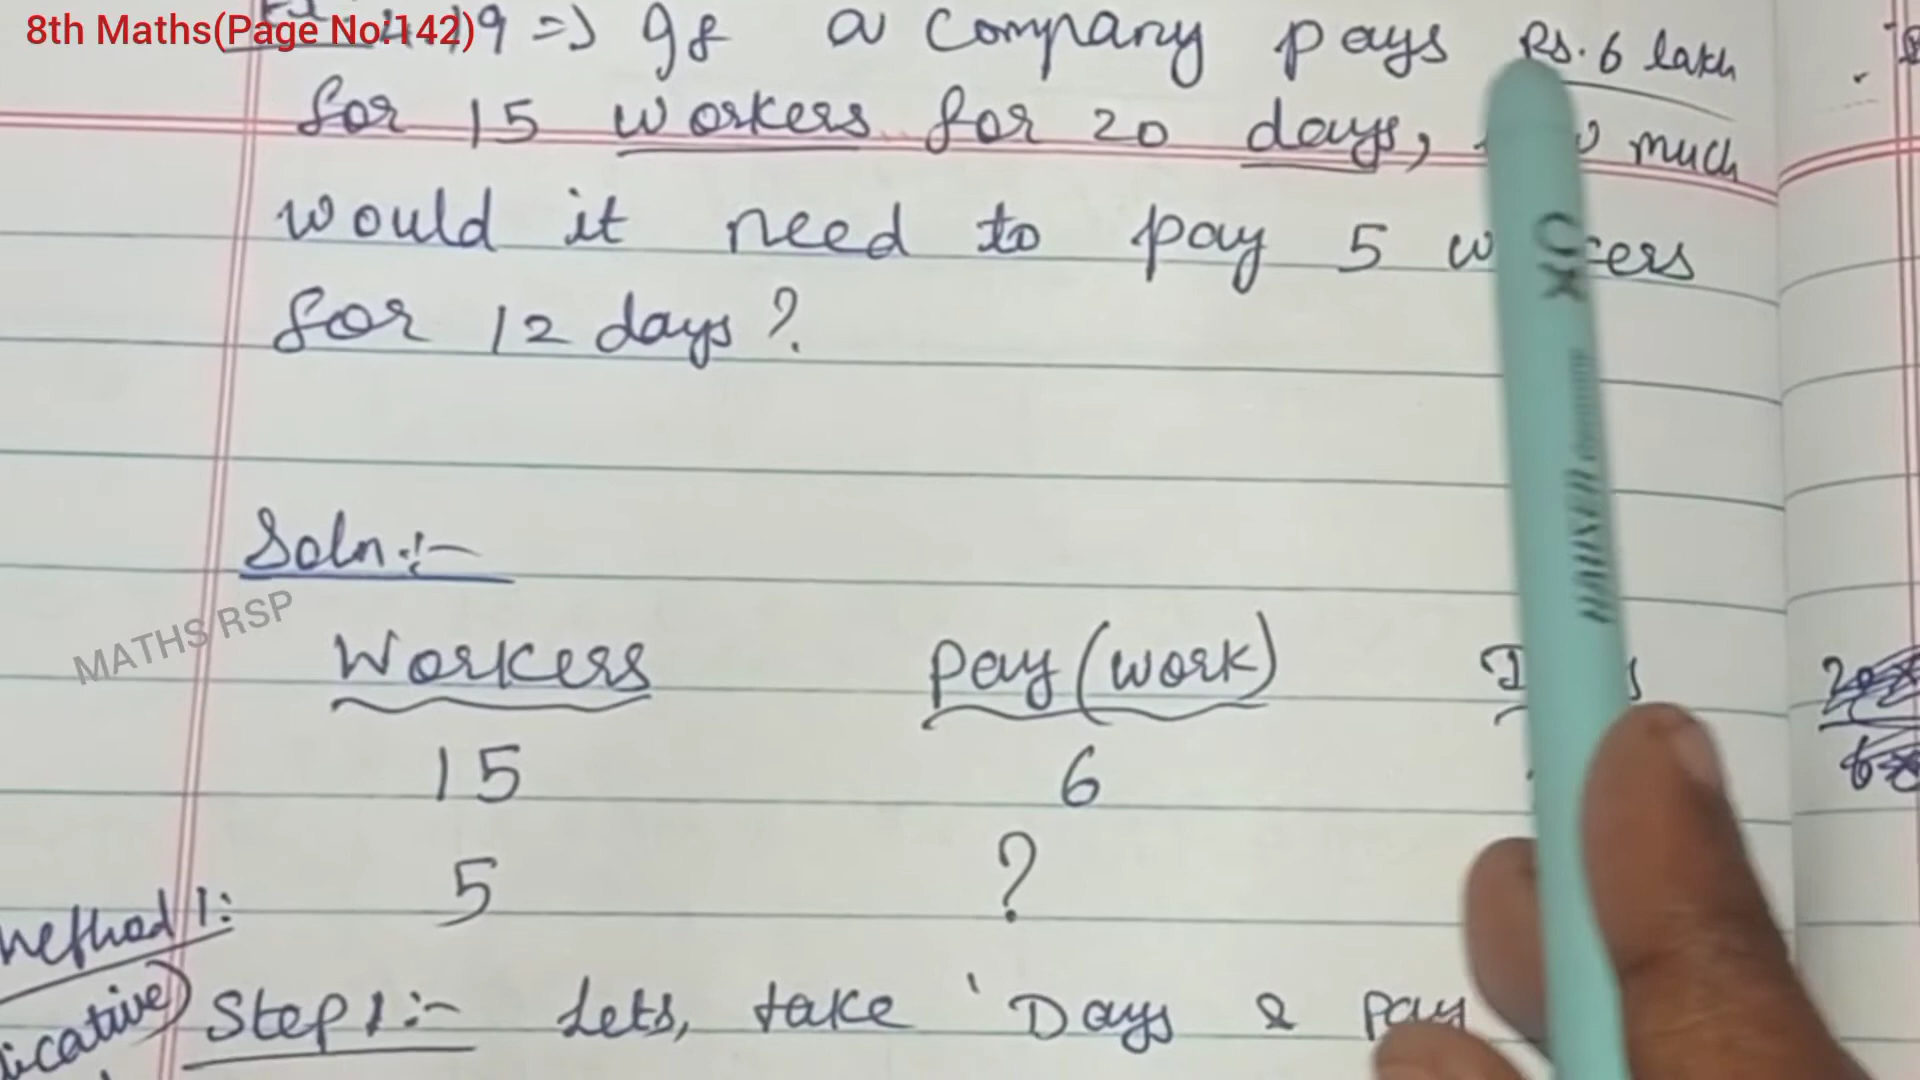 8th Maths(Page No:142)
4.19 => If a company pays Rs. 6 lakh
for 15 workers for 20 days, much
would it need to pay 5
for 12 days?
Soln:-
MATHS RSP
Workers Pay (work)
15 6
5 ?
Method 1:
Step 1:- Lets, take 'Days & pay